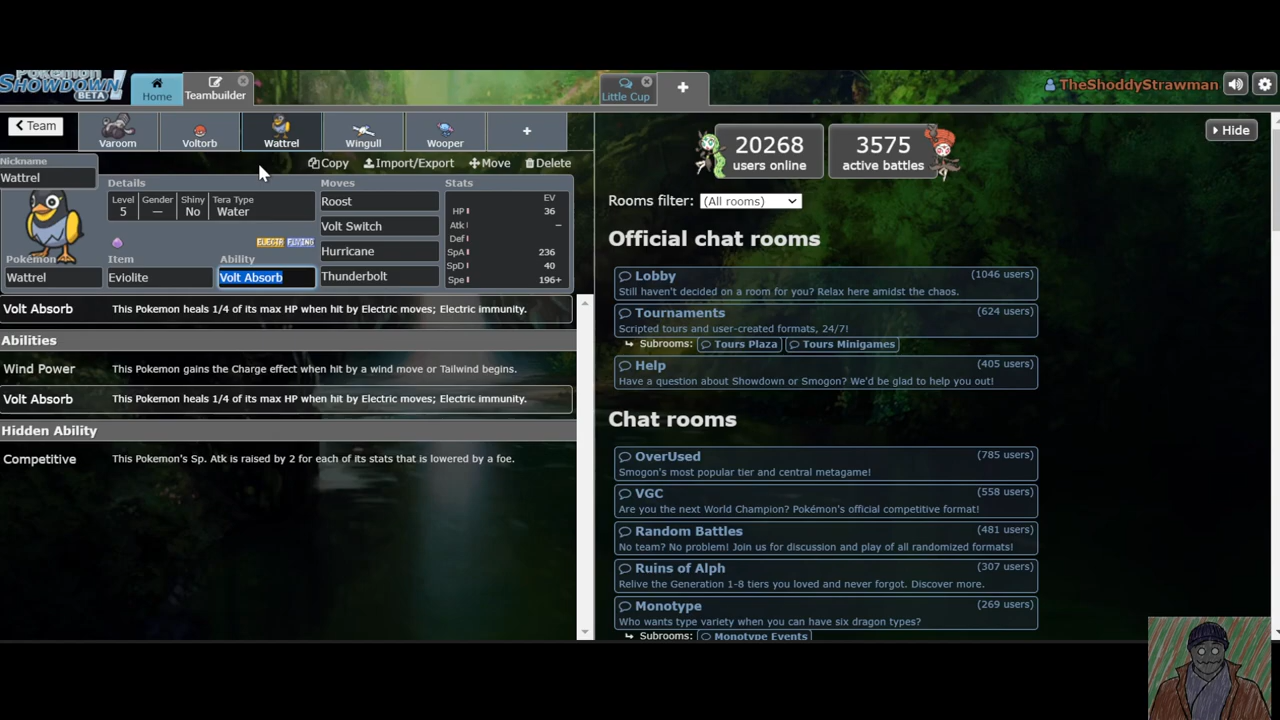 Pokémon
SHOWDOWN!
BETA
Home
Teambuilder
Little Cup
+
TheShoddyStrawman
Team
Varoom
Voltorb
Wattrel
Wingull
Wooper
+
Copy
Import/Export
Move
Delete
Nickname
Wattrel
Details
Level
5
Gender
—
Shiny
No
Tera Type
Water
ELECTR FLYING
Pokémon
Wattrel
Item
Eviolite
Ability
Volt Absorb
Moves
Roost
Volt Switch
Hurricane
Thunderbolt
Stats
EV
HP 36
Atk –
Def
SpA 236
SpD 40
Spe 196+
Volt Absorb This Pokemon heals 1/4 of its max HP when hit by Electric moves; Electric immunity.
Abilities
Wind Power This Pokemon gains the Charge effect when hit by a wind move or Tailwind begins.
Volt Absorb This Pokemon heals 1/4 of its max HP when hit by Electric moves; Electric immunity.
Hidden Ability
Competitive This Pokemon's Sp. Atk is raised by 2 for each of its stats that is lowered by a foe.
20268
users online
3575
active battles
Hide
Rooms filter: (All rooms)
Official chat rooms
Lobby (1046 users)
Still haven't decided on a room for you? Relax here amidst the chaos.
Tournaments (624 users)
Scripted tours and user-created formats, 24/7!
Subrooms: Tours Plaza Tours Minigames
Help (405 users)
Have a question about Showdown or Smogon? We'd be glad to help you out!
Chat rooms
OverUsed (785 users)
Smogon's most popular tier and central metagame!
VGC (558 users)
Are you the next World Champion? Pokémon's official competitive format!
Random Battles (481 users)
No team? No problem! Join us for discussion and play of all randomized formats!
Ruins of Alph (307 users)
Relive the Generation 1-8 tiers you loved and never forgot. Discover more.
Monotype (269 users)
Who wants type variety when you can have six dragon types?
Subrooms: Monotype Events